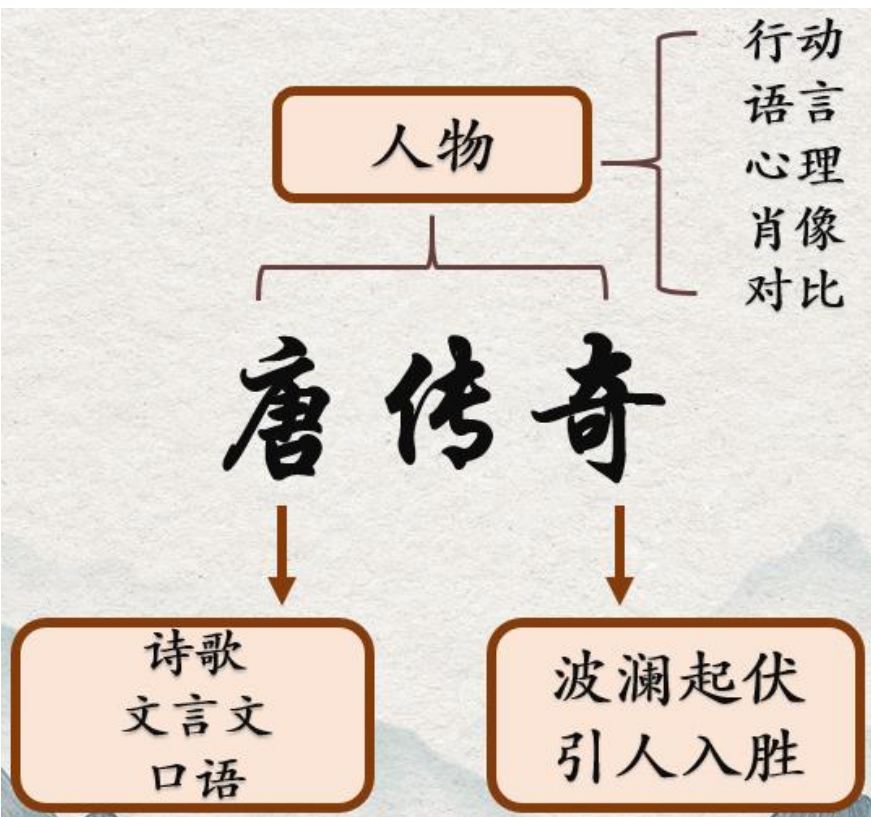 人物
行动
语言
心理
肖像
对比
唐传奇
诗歌
文言文
口语
波澜起伏
引人入胜